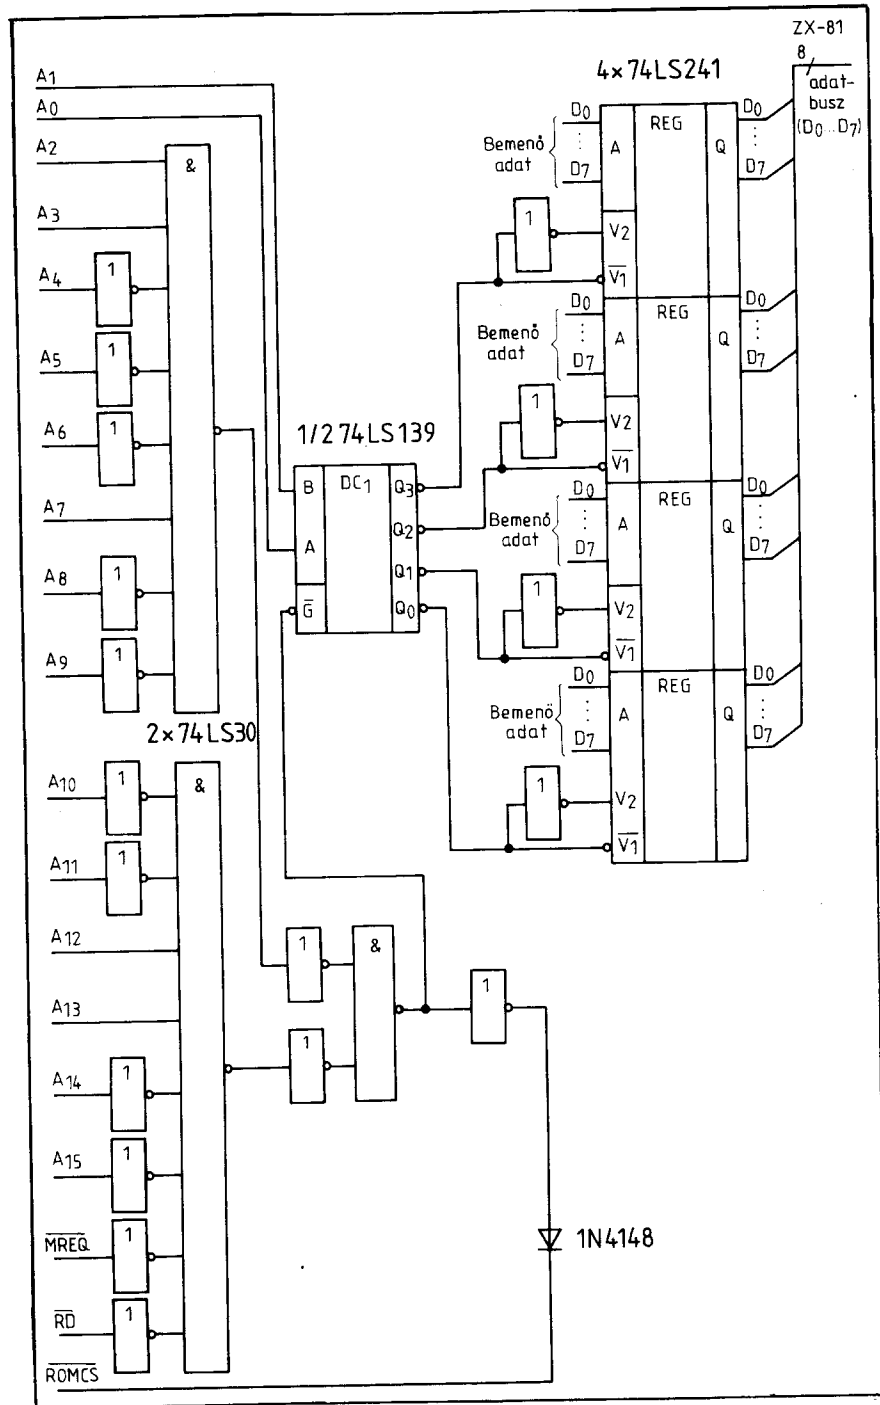 ZX-81
8
adat-
busz
(D0...D7)
4×74LS241
A1
A0
A2
A3
A4
A5
A6
A7
A8
A9
1
1
1
1
1
&
2×74LS30
A10
A11
A12
A13
A14
A15
MREQ
RD
ROMCS
1
1
1
1
1
1
&
1
1
&
1
1N4148
1/2 74LS139
B
A
G
DC1
Q3
Q2
Q1
Q0
Bemenő
adat
D0
D7
A
REG
Q
D0
D7
1
V2
V1
Bemenő
adat
D0
D7
A
REG
Q
D0
D7
1
V2
V1
Bemenő
adat
D0
D7
A
REG
Q
D0
D7
1
V2
V1
Bemenő
adat
D0
D7
A
REG
Q
D0
D7
1
V2
V1